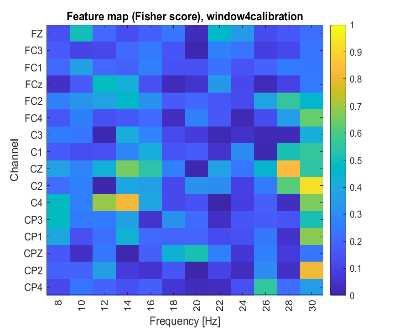 Feature map (Fisher score), window4calibration
FZ
FC3
FC1
FCz
FC2
FC4
C3
C1
CZ
C2
C4
CP3
CP1
CPZ
CP2
CP4
Channel
8 10 12 14 16 18 20 22 24 26 28 30
Frequency [Hz]
1
0.9
0.8
0.7
0.6
0.5
0.4
0.3
0.2
0.1
0